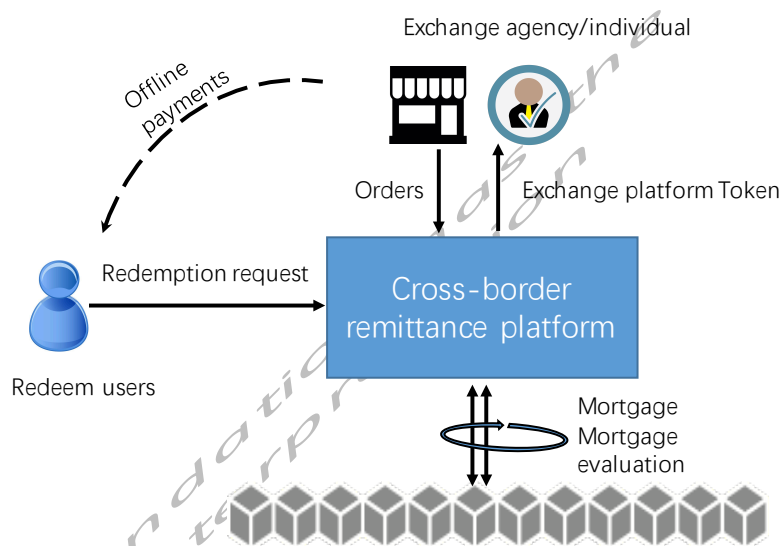 Exchange agency/individual
Offline
payments
Orders
Exchange platform Token
Redemption request
Cross-border
remittance platform
Redeem users
Mortgage
Mortgage
evaluation